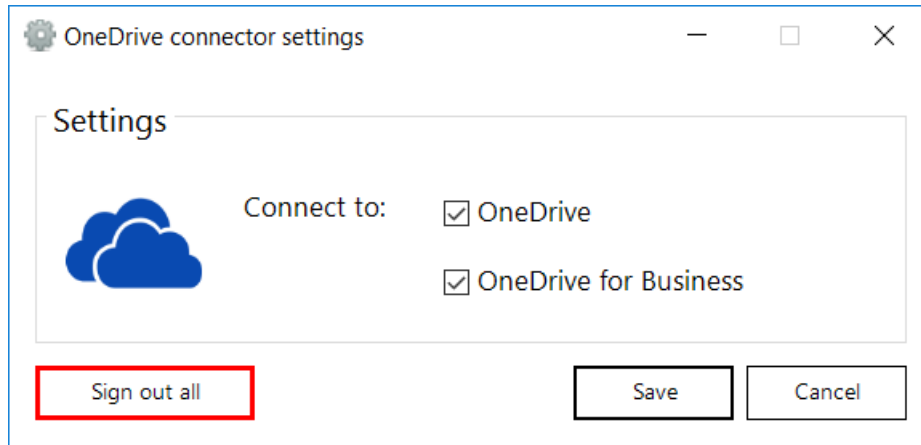 OneDrive connector settings
Settings
Connect to:
OneDrive
OneDrive for Business
Sign out all
Save
Cancel